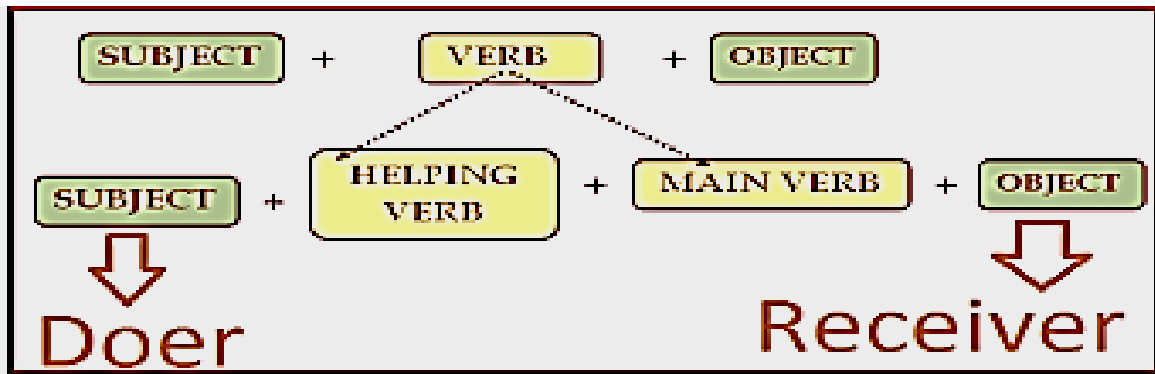 SUBJECT + VERB + OBJECT
SUBJECT + HELPING VERB + MAIN VERB + OBJECT
Doer Receiver